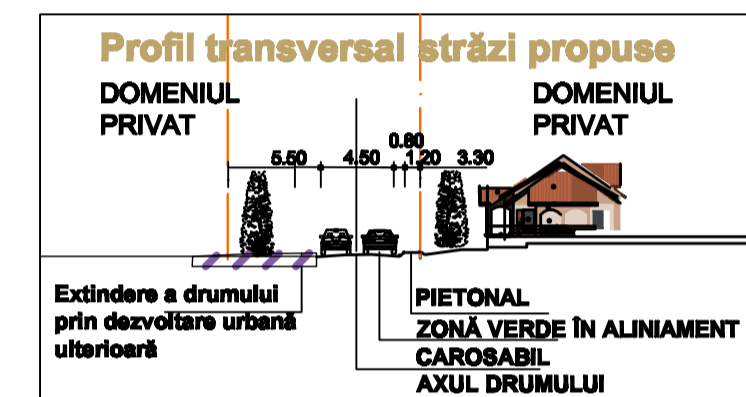 Profil transversal străzi propuse
DOMENIUL
PRIVAT
DOMENIUL
PRIVAT
0.80
5.50 4.50 1.20 3.30
Extindere a drumului
prin dezvoltare urbană
ulterioară
PIETONAL
ZONĂ VERDE ÎN ALINIAMENT
CAROSABIL
AXUL DRUMULUI